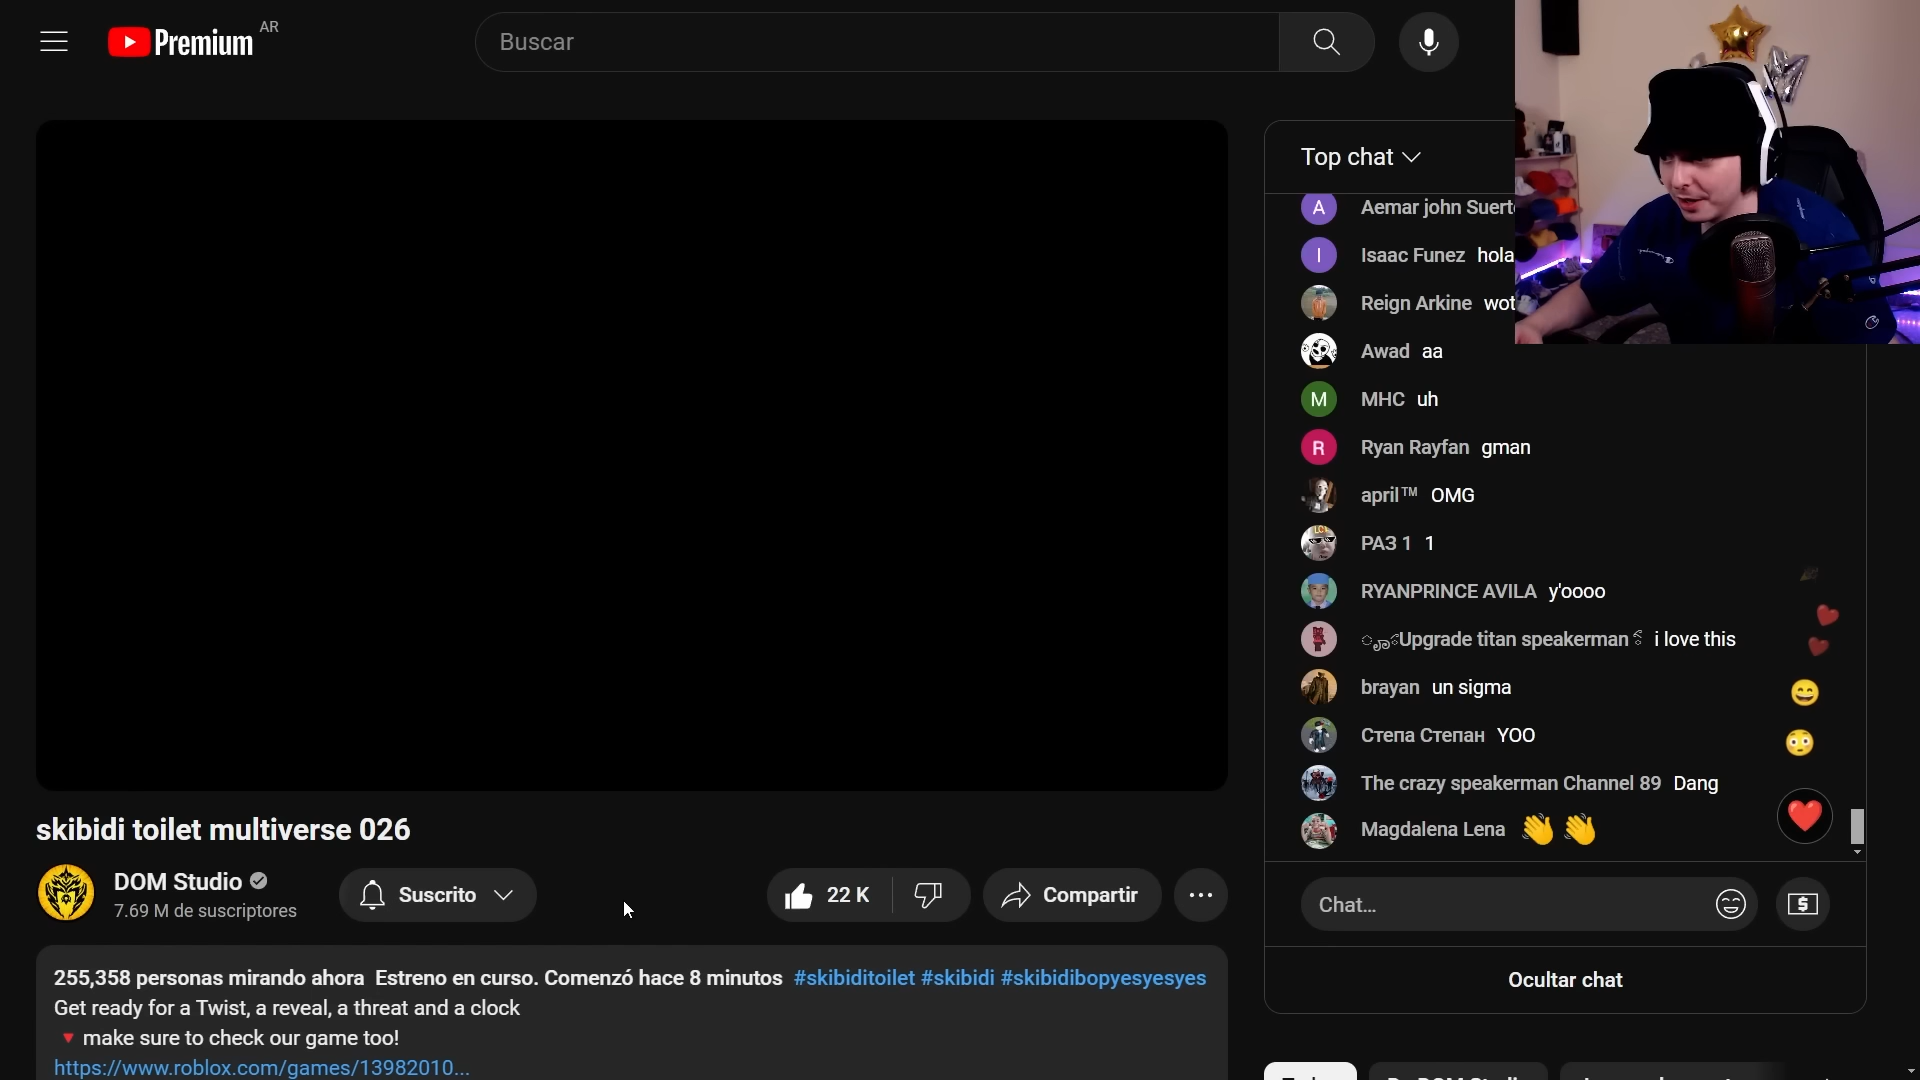 Premium AR
Buscar
Top chat
A Aemar john Suert
I Isaac Funez hola
Reign Arkine wot
Awad aa
M MHC uh
R Ryan Rayfan gman
april™ OMG
PA3 1 1
RYANPRINCE AVILA y'oooo
Upgrade titan speakerman i love this
brayan un sigma
Степа Степан YOO
The crazy speakerman Channel 89 Dang
Magdalena Lena 👋 👋
Chat...
Ocultar chat
skibidi toilet multiverse 026
DOM Studio
7.69 M de suscriptores
Suscrito
22 K
Compartir
255,358 personas mirando ahora Estreno en curso. Comenzó hace 8 minutos #skibiditoilet #skibidi #skibidibopyesyesyes
Get ready for a Twist, a reveal, a threat and a clock
🔻make sure to check our game too!
https://www.roblox.com/games/13982010...